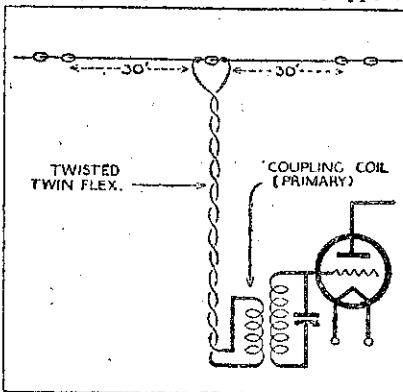 30' 30'
TWISTED
TWIN FLEX.
COUPLING COIL
(PRIMARY)